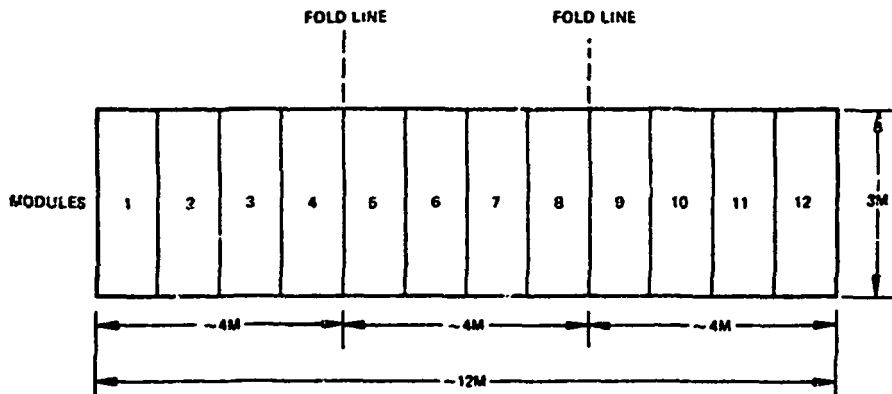 FOLD LINE FOLD LINE
MODULES 1 2 3 4 5 6 7 8 9 10 11 12 3M
~4M ~4M ~4M
~12M